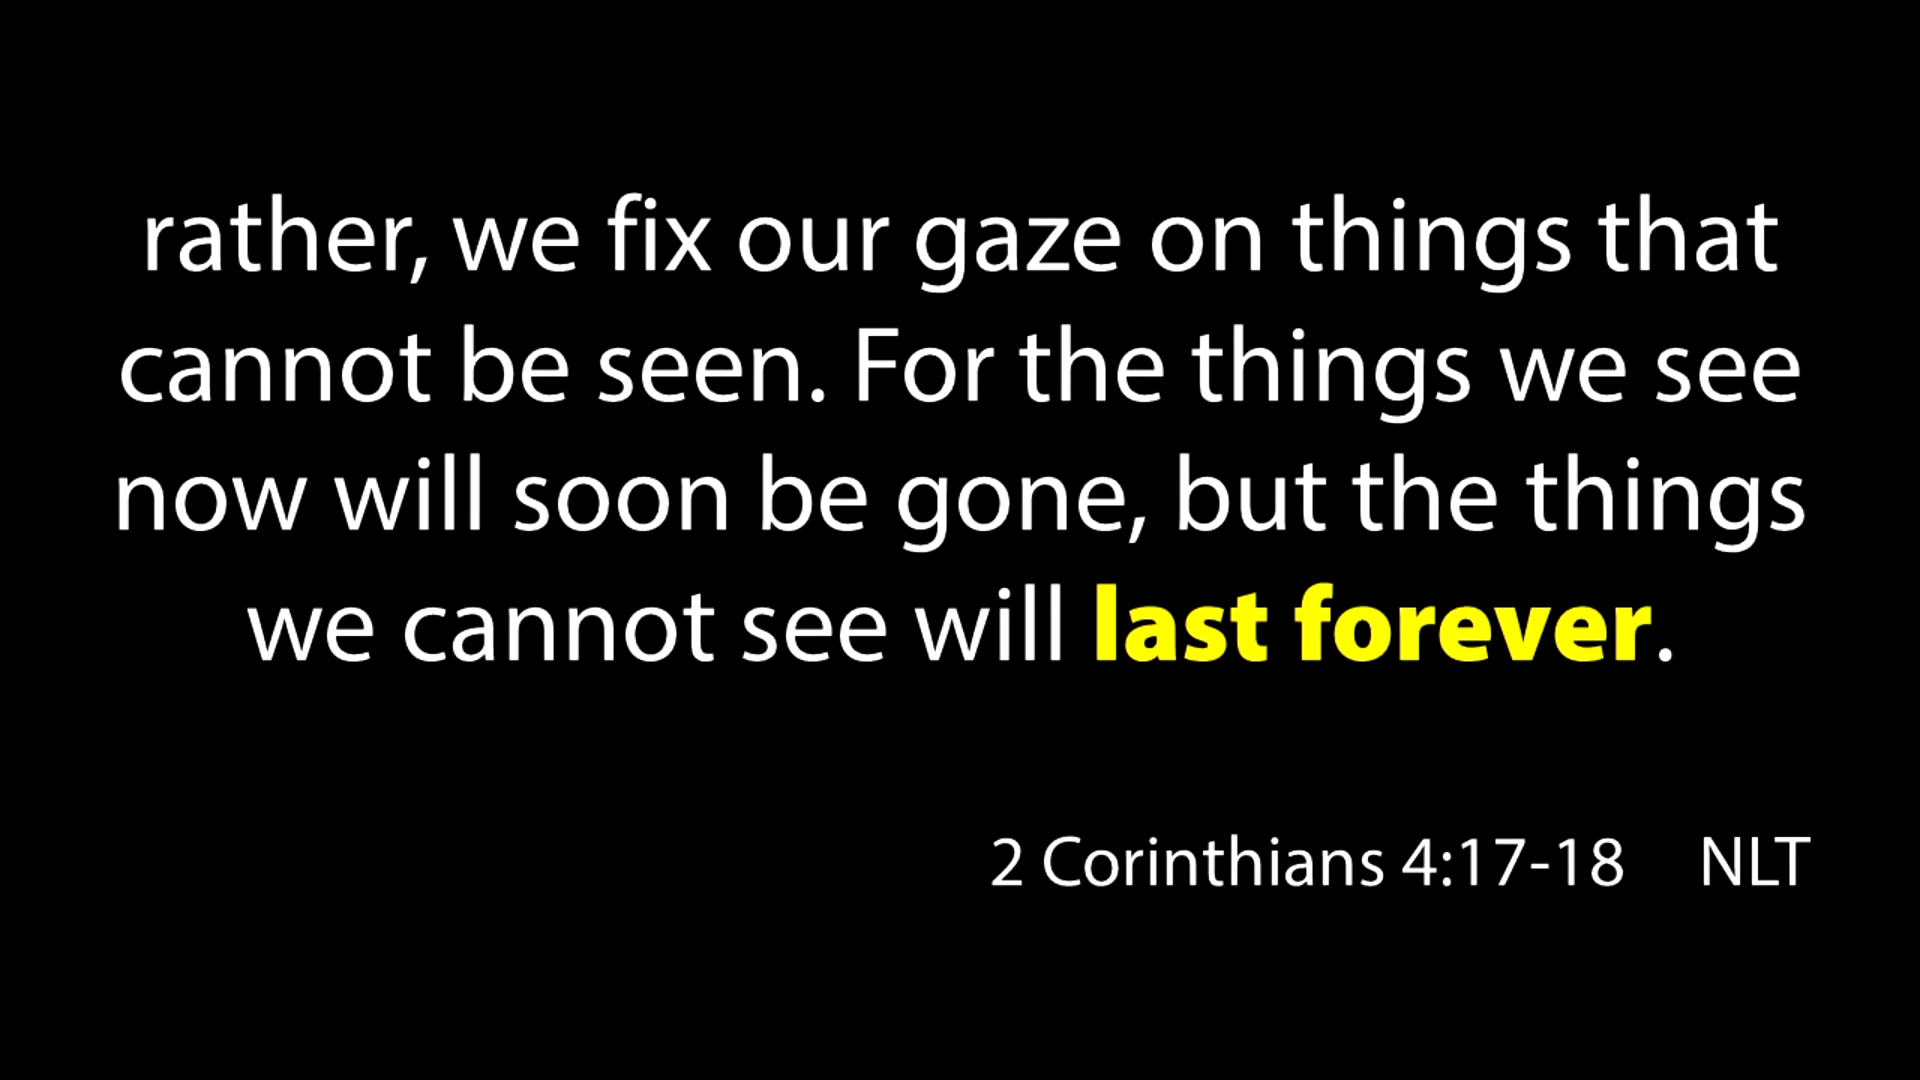 rather, we fix our gaze on things that
cannot be seen. For the things we see
now will soon be gone, but the things
we cannot see will last forever.
2 Corinthians 4:17-18 NLT